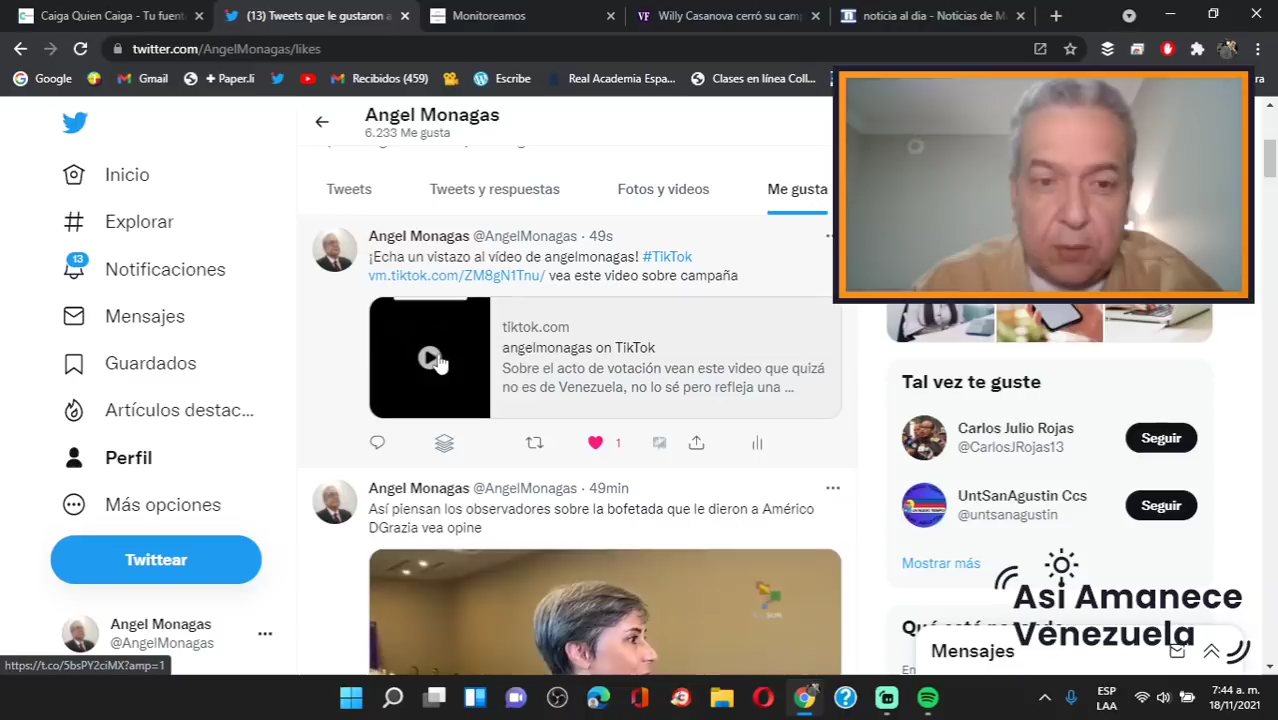 Caiga Quien Caiga - Tu fuent
(13) Tweets que le gustaron a
Monitoreamos
Willy Casanova cerró su cam
noticia al dia - Noticias de M
twitter.com/AngelMonagas/likes
Google
Gmail
+ Paper.li
Recibidos (459)
Escribe
Real Academia Espa...
Clases en línea Coll...
Angel Monagas
6.233 Me gusta
Tweets
Tweets y respuestas
Fotos y videos
Me gusta
Inicio
Explorar
13
Notificaciones
Mensajes
Guardados
Artículos destac...
Perfil
Más opciones
Twittear
Angel Monagas
@AngelMonagas
https://t.co/5bsPY2ciMX?amp=1
Angel Monagas @AngelMonagas · 49s
¡Echa un vistazo al vídeo de angelmonagas! #TikTok
vm.tiktok.com/ZM8gN1Tnu/ vea este video sobre campaña
tiktok.com
angelmonagas on TikTok
Sobre el acto de votación vean este video que quizá
no es de Venezuela, no lo sé pero refleja una ...
1
Angel Monagas @AngelMonagas · 49min
Así piensan los observadores sobre la bofetada que le dieron a Américo
DGrazia vea opine
Tal vez te guste
Carlos Julio Rojas
@CarlosJRojas13
Seguir
UntSanAgustin Ccs
@untsanagustin
Seguir
Mostrar más
Asi Amanece
Venezuela
Mensajes
ESP
LAA
7:44 a. m.
18/11/2021